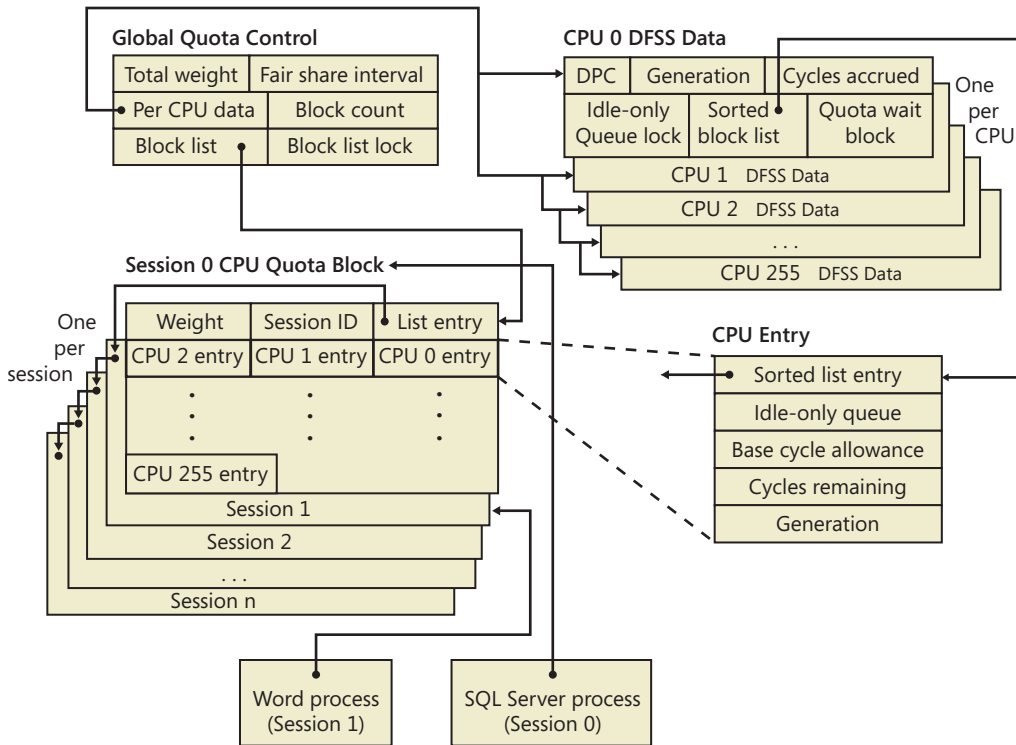 Global Quota Control
Total weight
Fair share interval
Per CPU data
Block count
Block list
Block list lock
CPU 0 DFSS Data
DPC
Generation
Cycles accrued
Idle-only
Queue lock
Sorted
block list
Quota wait
block
One
per
CPU
CPU 1 DFSS Data
CPU 2 DFSS Data
. . .
CPU 255 DFSS Data
Session 0 CPU Quota Block
One
per
session
Weight
Session ID
List entry
CPU 2 entry
CPU 1 entry
CPU 0 entry
CPU 255 entry
Session 1
Session 2
. . .
Session n
CPU Entry
Sorted list entry
Idle-only queue
Base cycle allowance
Cycles remaining
Generation
Word process
(Session 1)
SQL Server process
(Session 0)